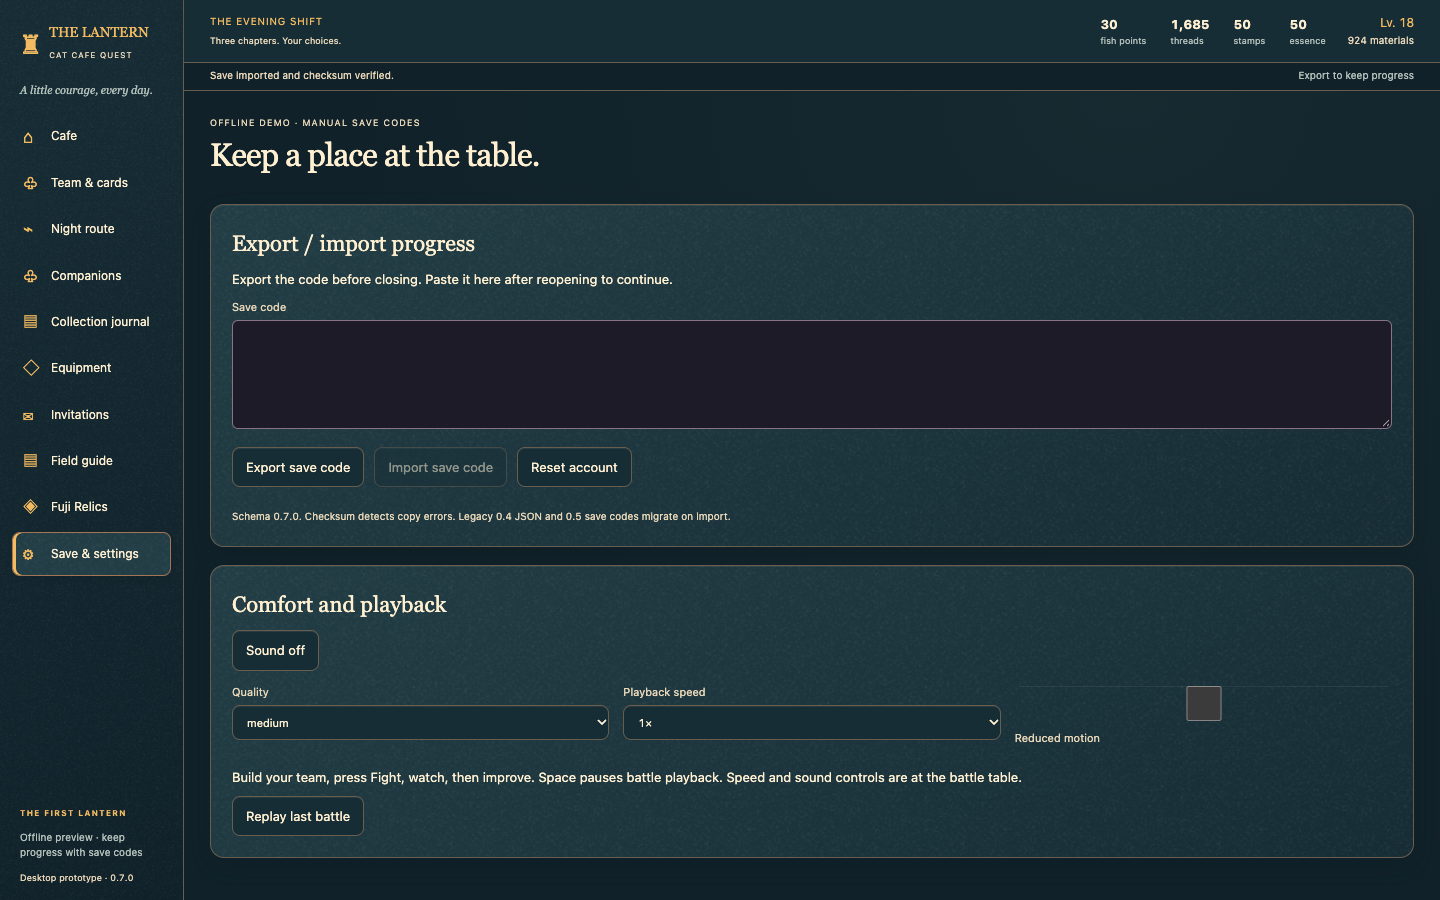 THE LANTERN
CAT CAFE QUEST
A little courage, every day.
Cafe
Team & cards
Night route
Companions
Collection journal
Equipment
Invitations
Field guide
Fuji Relics
Save & settings
THE FIRST LANTERN
Offline preview · keep
progress with save codes
Desktop prototype · 0.7.0
THE EVENING SHIFT
Three chapters. Your choices.
30
fish points
1,685
threads
50
stamps
50
essence
Lv. 18
924 materials
Save imported and checksum verified.
Export to keep progress
OFFLINE DEMO · MANUAL SAVE CODES
Keep a place at the table.
Export / import progress
Export the code before closing. Paste it here after reopening to continue.
Save code
Export save code
Import save code
Reset account
Schema 0.7.0. Checksum detects copy errors. Legacy 0.4 JSON and 0.5 save codes migrate on import.
Comfort and playback
Sound off
Quality
medium
Playback speed
1×
Reduced motion
Build your team, press Fight, watch, then improve. Space pauses battle playback. Speed and sound controls are at the battle table.
Replay last battle